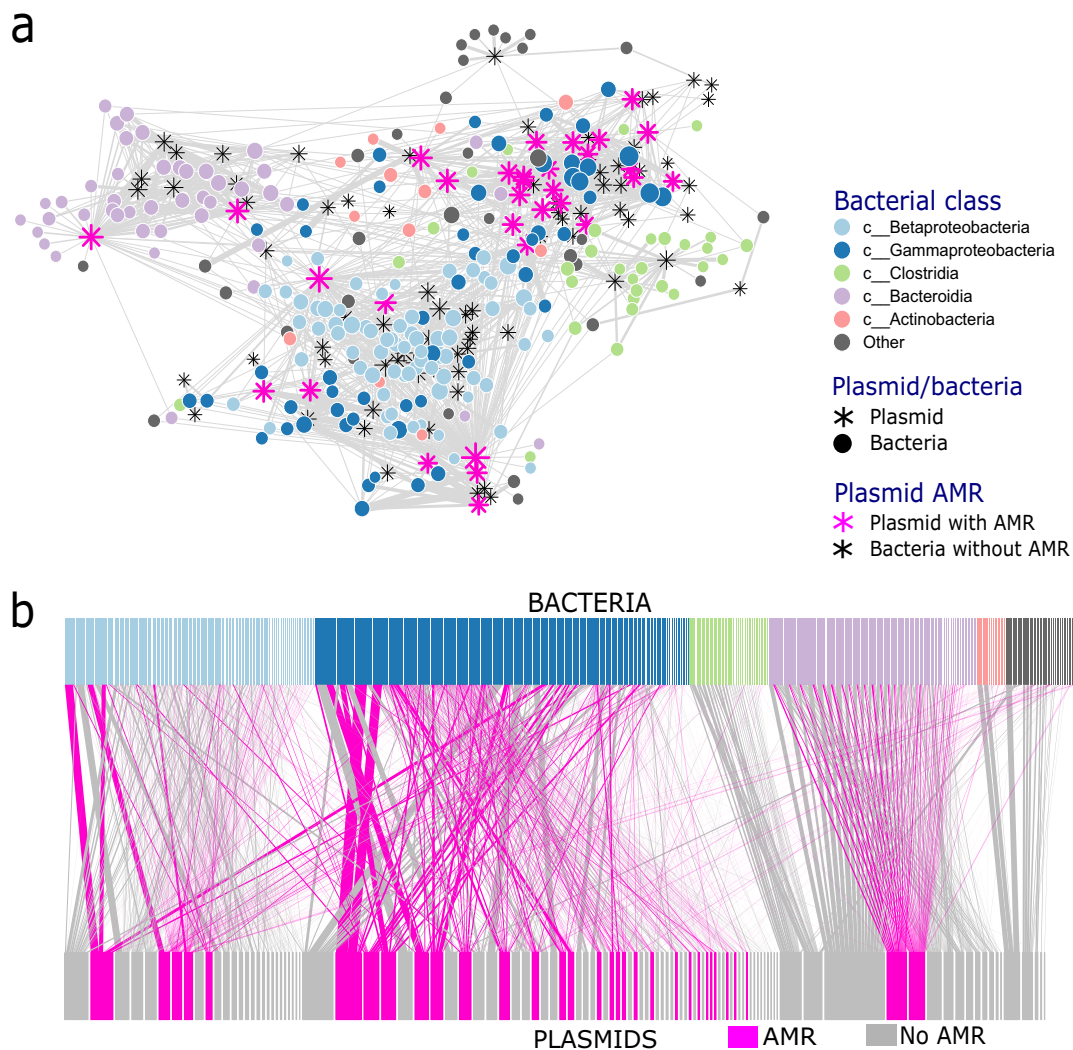 a
Bacterial class
c__Betaproteobacteria
c__Gammaproteobacteria
c__Clostridia
c__Bacteroidia
c__Actinobacteria
Other
Plasmid/bacteria
Plasmid
Bacteria
Plasmid AMR
Plasmid with AMR
Bacteria without AMR
b
BACTERIA
PLASMIDS
AMR
No AMR